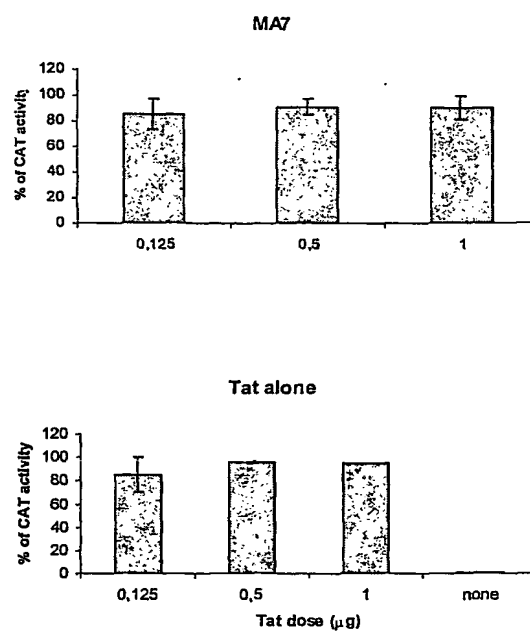 MA7
% of CAT activity
120
100
80
60
40
20
0
0,125 0,5 1
Tat alone
% of CAT activity
120
100
80
60
40
20
0
0,125 0,5 1 none
Tat dose (μg)